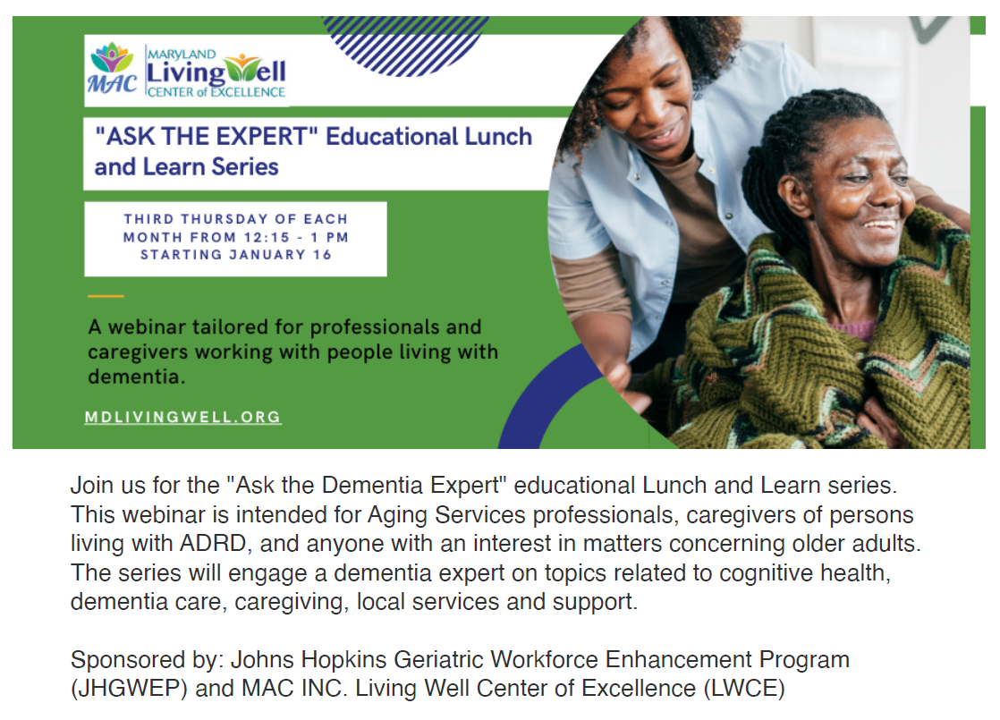 MAC
MARYLAND
Living Well
CENTER of EXCELLENCE
"ASK THE EXPERT" Educational Lunch
and Learn Series
THIRD THURSDAY OF EACH
MONTH FROM 12:15 - 1 PM
STARTING JANUARY 16
A webinar tailored for professionals and
caregivers working with people living with
dementia.
MDLIVINGWELL.ORG
Join us for the "Ask the Dementia Expert" educational Lunch and Learn series.
This webinar is intended for Aging Services professionals, caregivers of persons
living with ADRD, and anyone with an interest in matters concerning older adults.
The series will engage a dementia expert on topics related to cognitive health,
dementia care, caregiving, local services and support.
Sponsored by: Johns Hopkins Geriatric Workforce Enhancement Program
(JHGWEP) and MAC INC. Living Well Center of Excellence (LWCE)